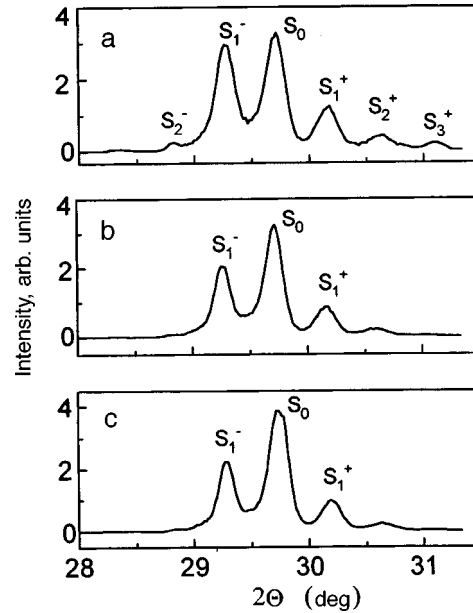 a
4
2
0
S₂⁻
S₁⁻
S₀
S₁⁺
S₂⁺
S₃⁺
Intensity, arb. units
b
4
2
0
S₁⁻
S₀
S₁⁺
c
4
2
0
S₁⁻
S₀
S₁⁺
28 29 30 31
2Θ (deg)